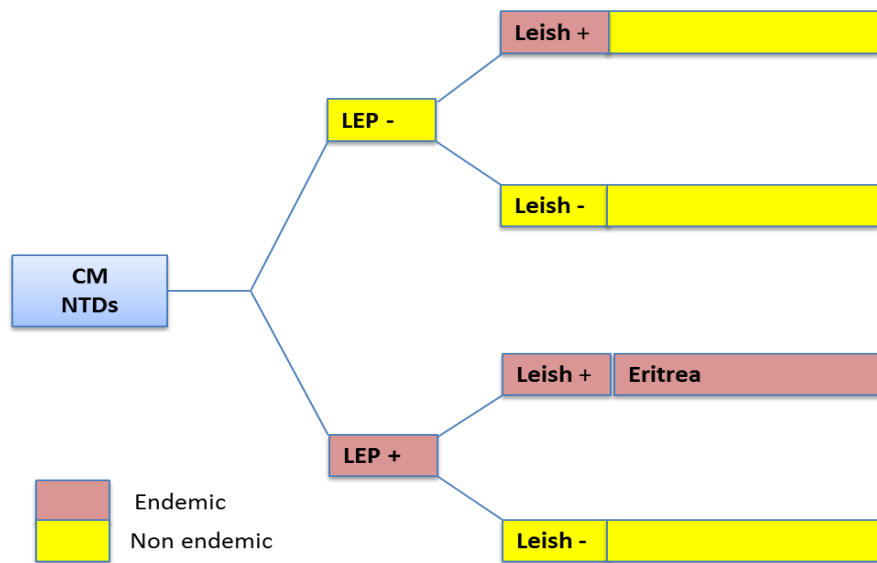 Leish +
LEP -
Leish -
CM
NTDs
Leish +
Eritrea
LEP +
Leish -
Endemic
Non endemic